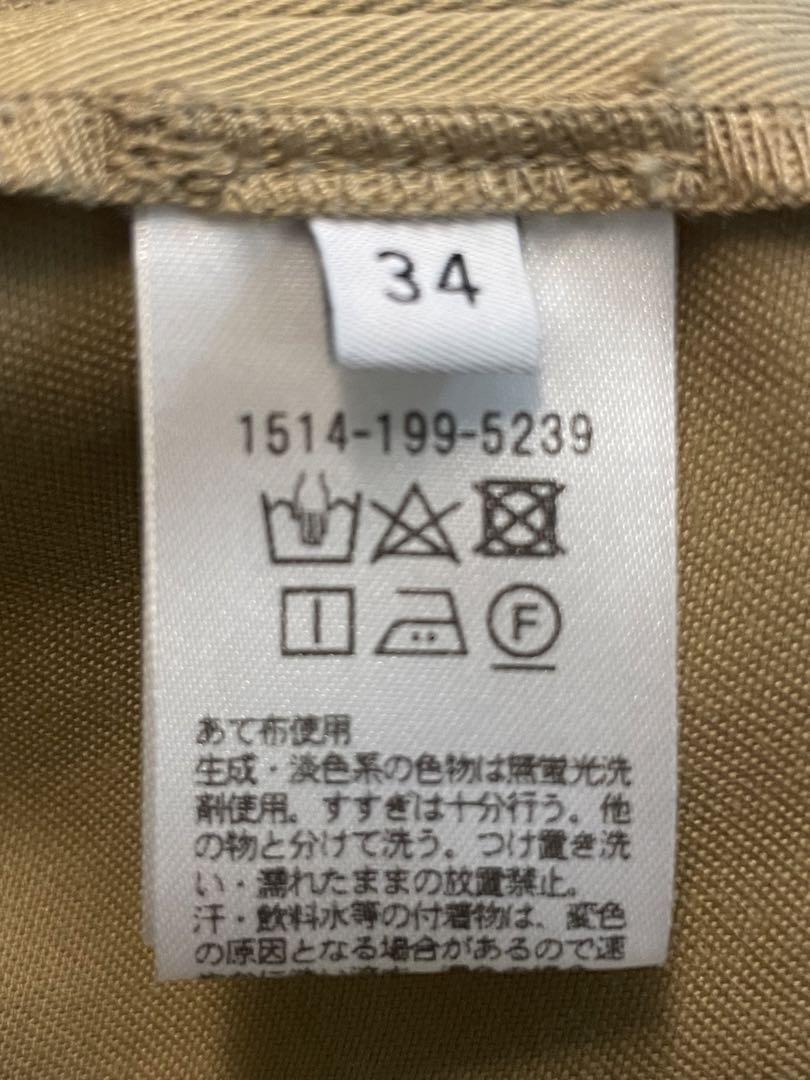 34
1514-199-5239
F
あて布使用
生成・淡色系の色物は無蛍光洗
剤使用。すすぎは十分行う。他
の物と分けて洗う。つけ置き洗
い・濡れたままの放置禁止。
汗・飲料水等の付着物は、変色
の原因となる場合があるので速